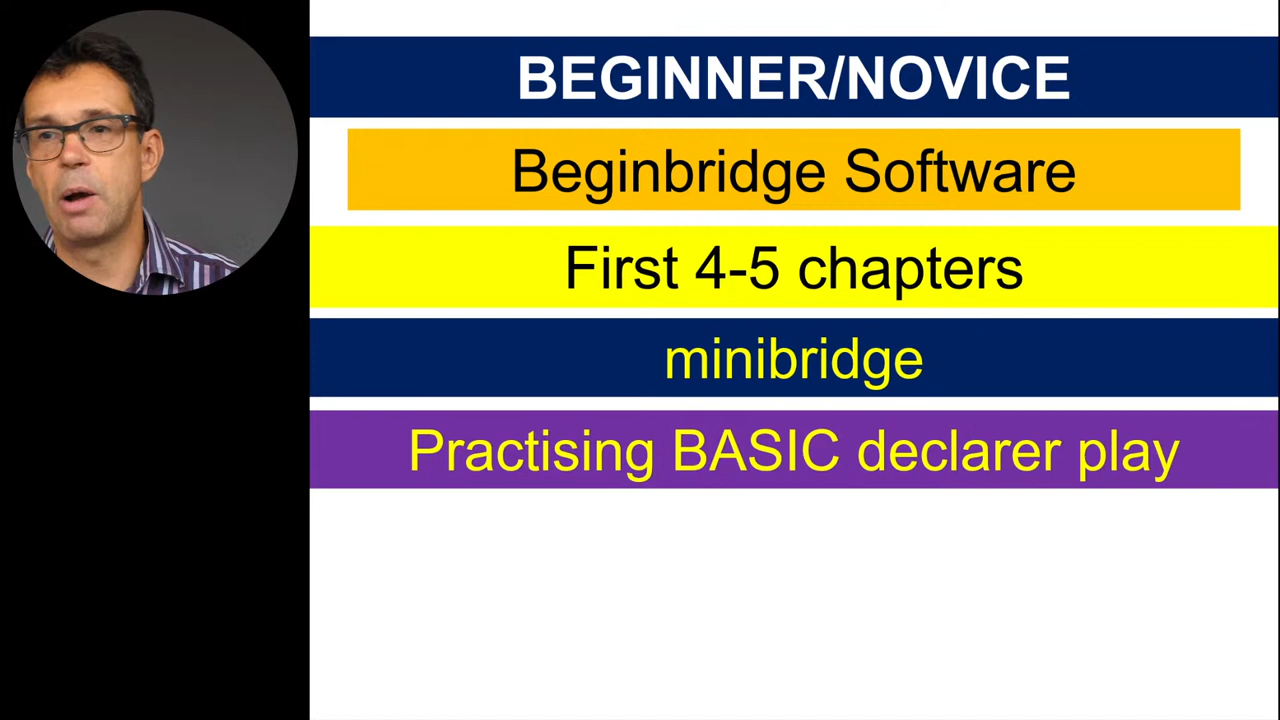 BEGINNER/NOVICE
Beginbridge Software
First 4-5 chapters
minibridge
Practising BASIC declarer play